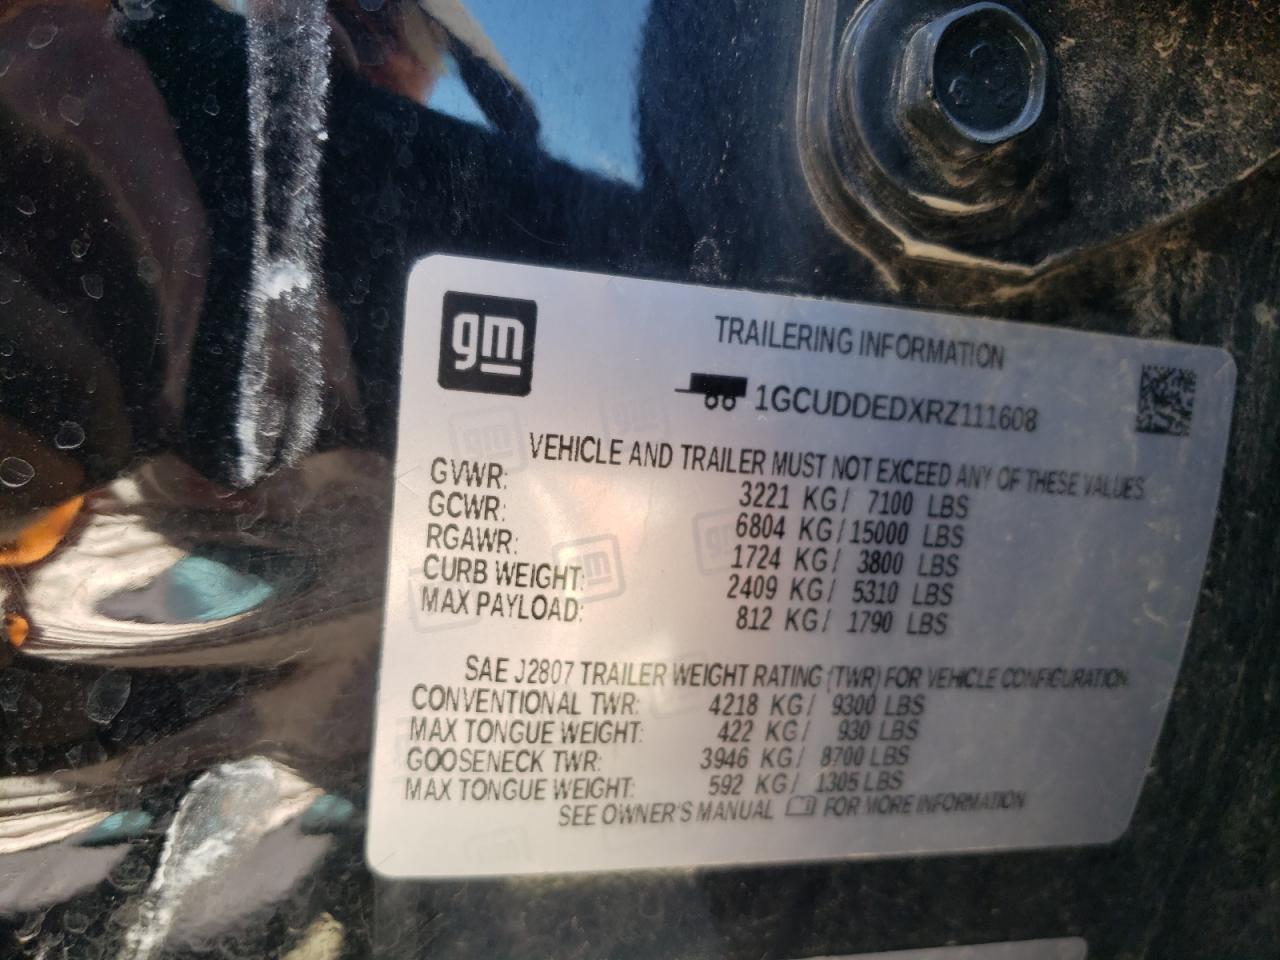 gm
TRAILERING INFORMATION
1GCUDDEDXRZ111608
VEHICLE AND TRAILER MUST NOT EXCEED ANY OF THESE VALUES
GVWR: 3221 KG/ 7100 LBS
GCWR: 6804 KG/15000 LBS
RGAWR: 1724 KG/ 3800 LBS
CURB WEIGHT: 2409 KG/ 5310 LBS
MAX PAYLOAD: 812 KG/ 1790 LBS
SAE J2807 TRAILER WEIGHT RATING (TWR) FOR VEHICLE CONFIGURATION
CONVENTIONAL TWR: 4218 KG/ 9300 LBS
MAX TONGUE WEIGHT: 422 KG/ 930 LBS
GOOSENECK TWR: 3946 KG/ 8700 LBS
MAX TONGUE WEIGHT: 592 KG/ 1305 LBS
SEE OWNER'S MANUAL FOR MORE INFORMATION